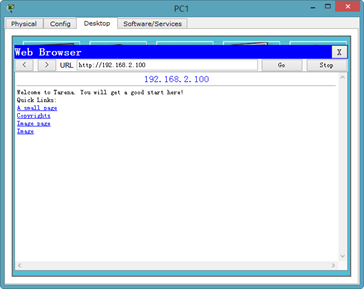 PC1
Physical Config Desktop Software/Services
Web Browser X
< > URL http://192.168.2.100 Go Stop
192.168.2.100
Welcome to Tarena. You will get a good start here!
Quick Links:
A small page
Copyrights
Image page
Image